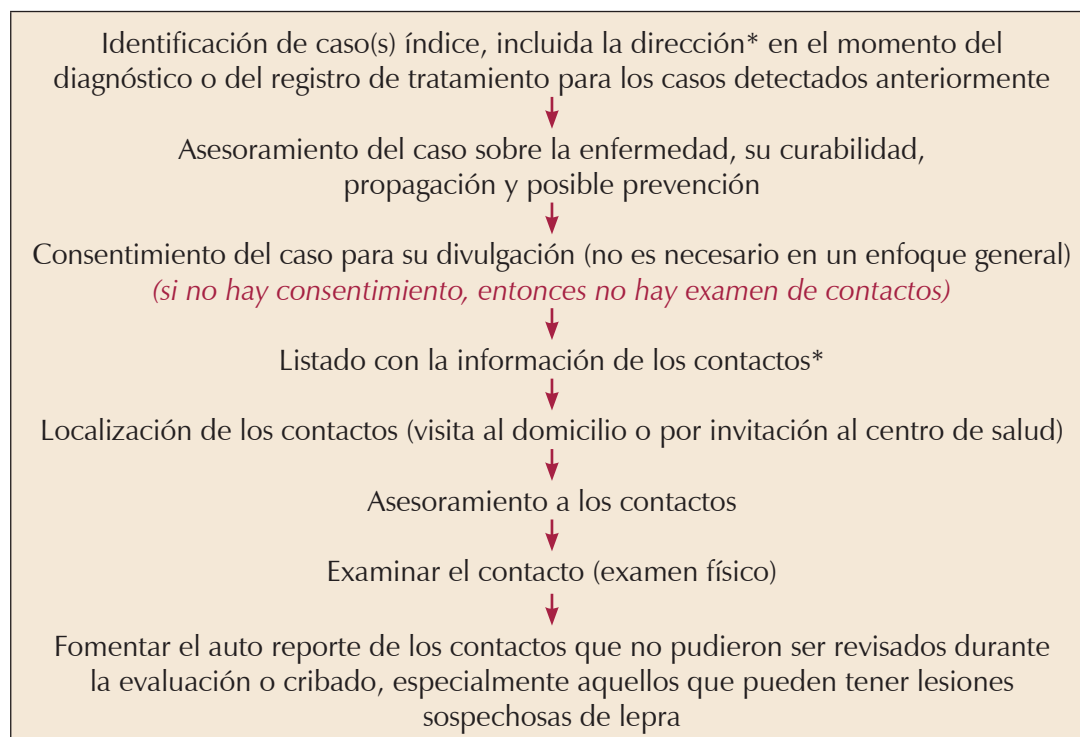 Identificación de caso(s) índice, incluida la dirección* en el momento del
diagnóstico o del registro de tratamiento para los casos detectados anteriormente
Asesoramiento del caso sobre la enfermedad, su curabilidad,
propagación y posible prevención
Consentimiento del caso para su divulgación (no es necesario en un enfoque general)
(si no hay consentimiento, entonces no hay examen de contactos)
Listado con la información de los contactos*
Localización de los contactos (visita al domicilio o por invitación al centro de salud)
Asesoramiento a los contactos
Examinar el contacto (examen físico)
Fomentar el auto reporte de los contactos que no pudieron ser revisados durante
la evaluación o cribado, especialmente aquellos que pueden tener lesiones
sospechosas de lepra